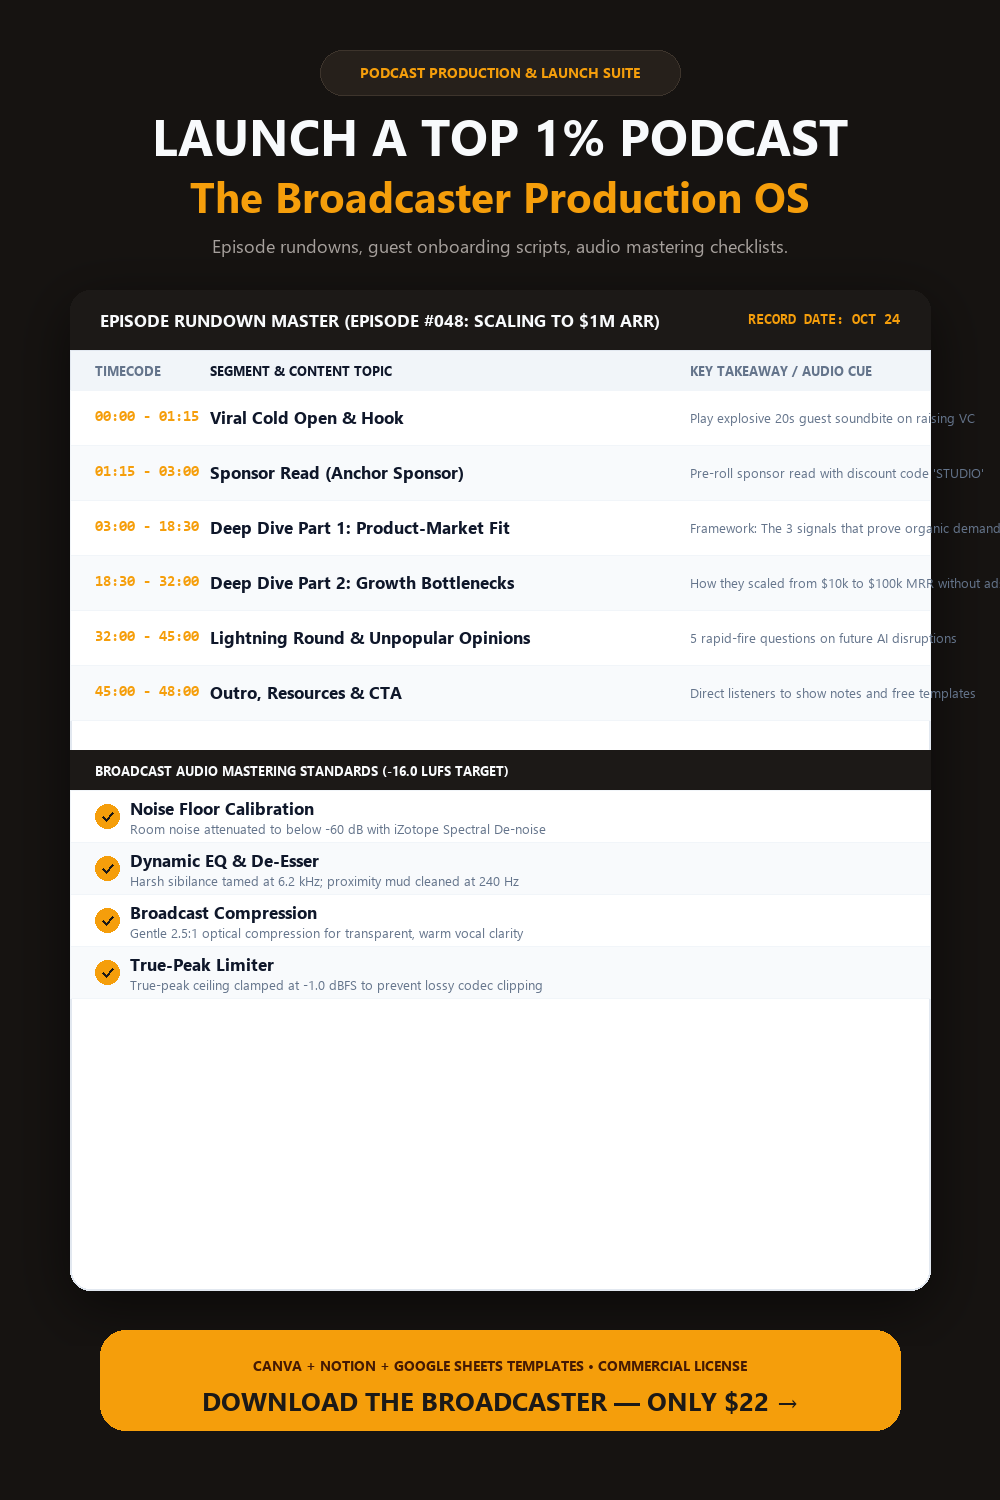 PODCAST PRODUCTION & LAUNCH SUITE
LAUNCH A TOP 1% PODCAST
The Broadcaster Production OS
Episode rundowns, guest onboarding scripts, audio mastering checklists.
EPISODE RUNDOWN MASTER (EPISODE #048: SCALING TO $1M ARR) RECORD DATE: OCT 24
TIMECODE SEGMENT & CONTENT TOPIC KEY TAKEAWAY / AUDIO CUE
00:00 - 01:15 Viral Cold Open & Hook Play explosive 20s guest soundbite on raising VC
01:15 - 03:00 Sponsor Read (Anchor Sponsor) Pre-roll sponsor read with discount code 'STUDIO'
03:00 - 18:30 Deep Dive Part 1: Product-Market Fit Framework: The 3 signals that prove organic demand
18:30 - 32:00 Deep Dive Part 2: Growth Bottlenecks How they scaled from $10k to $100k MRR without ad
32:00 - 45:00 Lightning Round & Unpopular Opinions 5 rapid-fire questions on future AI disruptions
45:00 - 48:00 Outro, Resources & CTA Direct listeners to show notes and free templates
BROADCAST AUDIO MASTERING STANDARDS (-16.0 LUFS TARGET)
Noise Floor Calibration
Room noise attenuated to below -60 dB with iZotope Spectral De-noise
Dynamic EQ & De-Esser
Harsh sibilance tamed at 6.2 kHz; proximity mud cleaned at 240 Hz
Broadcast Compression
Gentle 2.5:1 optical compression for transparent, warm vocal clarity
True-Peak Limiter
True-peak ceiling clamped at -1.0 dBFS to prevent lossy codec clipping
CANVA + NOTION + GOOGLE SHEETS TEMPLATES • COMMERCIAL LICENSE
DOWNLOAD THE BROADCASTER — ONLY $22 →